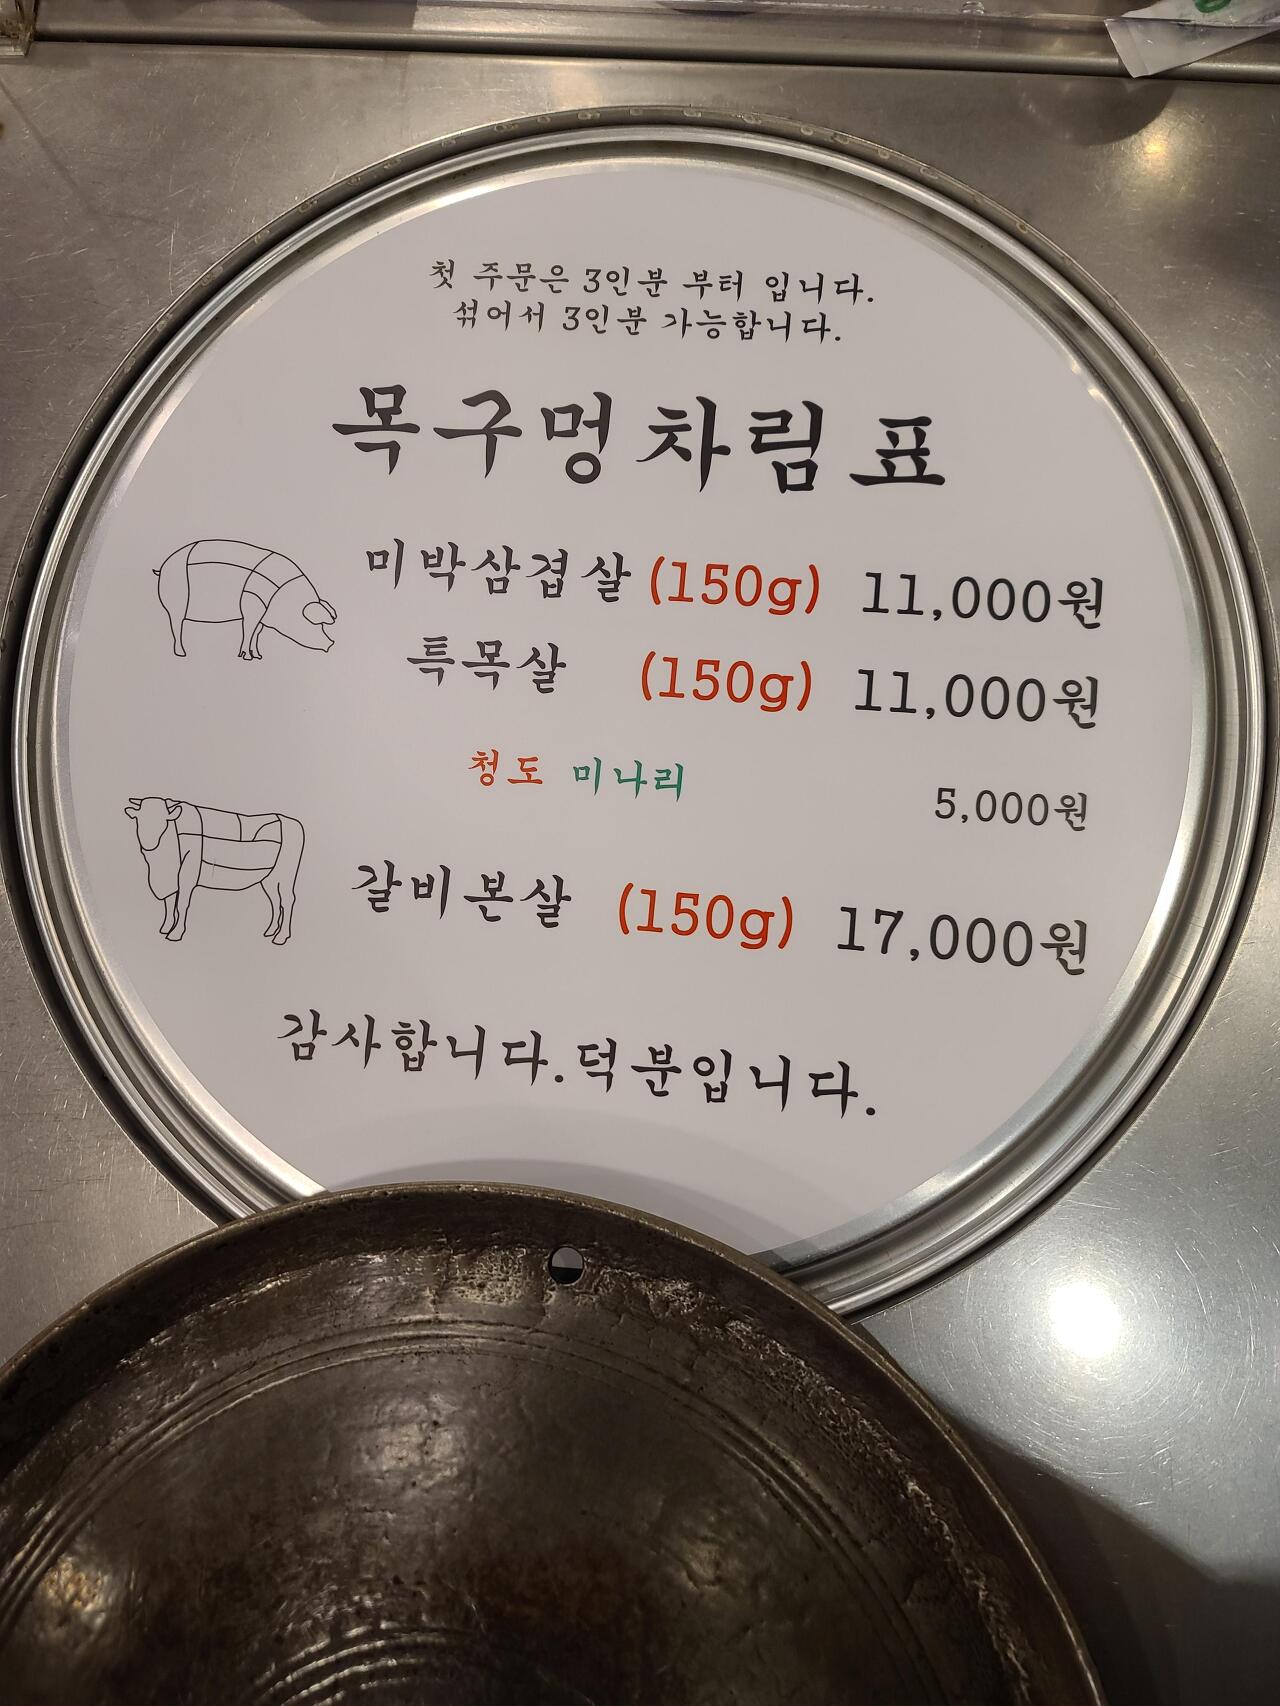 첫 주문은 3인분 부터 입니다.
섞어서 3인분 가능합니다.
목구멍차림표
미박삼겹살 (150g) 11,000원
특목살 (150g) 11,000원
청도 미나리 5,000원
갈비본살 (150g) 17,000원
감사합니다.덕분입니다.